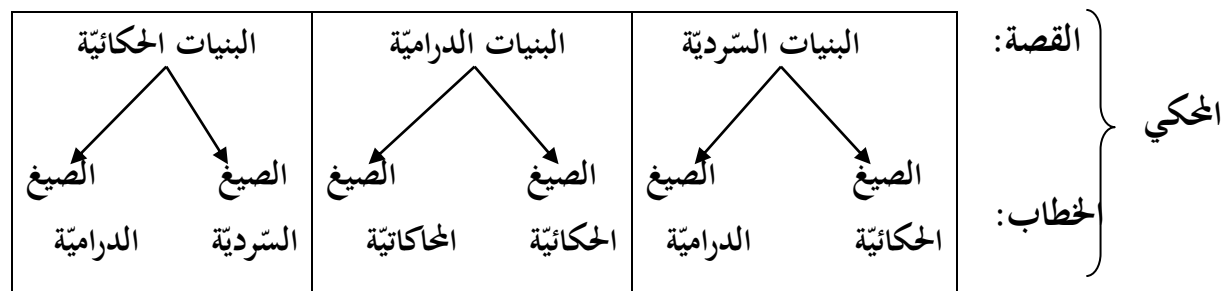 المحكي
القصة: البنيات السّرديّة البنيات الدراميّة البنيات الحكائيّة
الصيغ الصيغ الصيغ الصيغ الصيغ الصيغ
الخطاب:
الحكائيّة الدراميّة الحكائيّة المحاكاتيّة السّرديّة الدراميّة